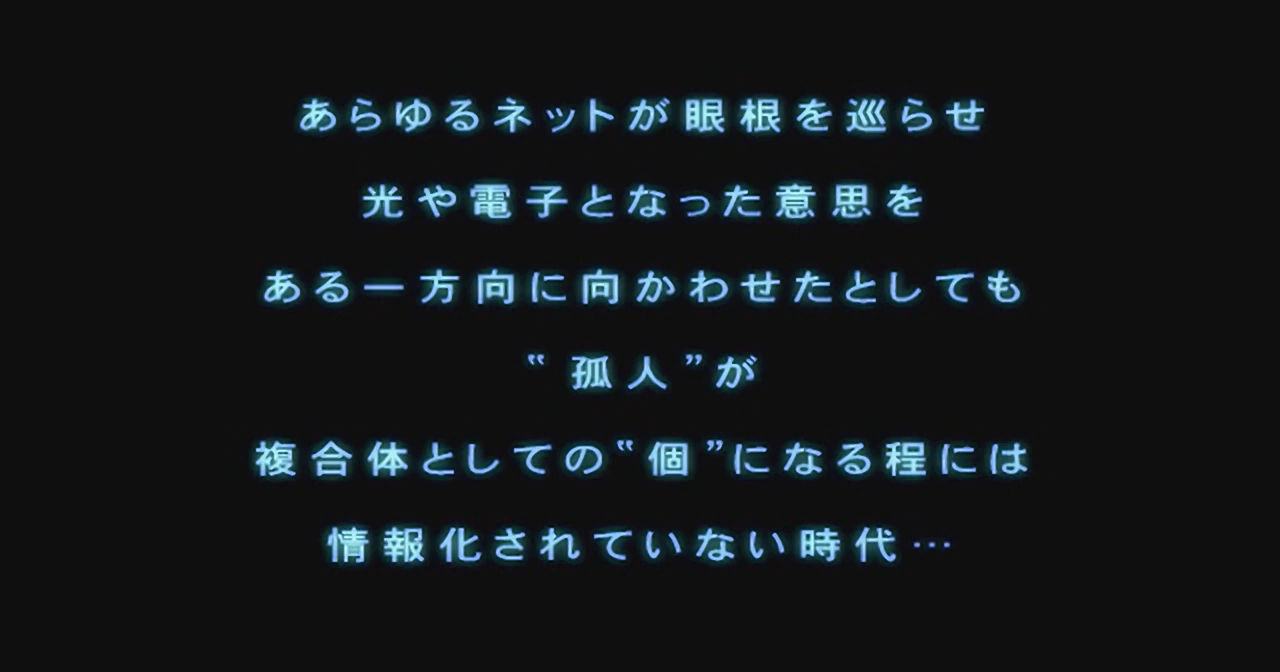 あらゆるネットが眼根を巡らせ
光や電子となった意思を
ある一方向に向かわせたとしても
‟孤人”が
複合体としての‟個”になる程には
情報化されていない時代…